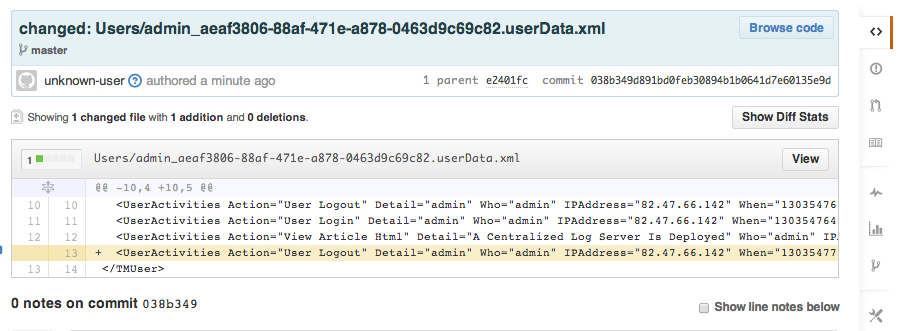 changed: Users/admin_aeaf3806-88af-471e-a878-0463d9c69c82.userData.xml
Browse code
master
unknown-user ? authored a minute ago 1 parent e2401fc commit 038b349d891bd0feb30894b1b0641d7e60135e9d
Showing 1 changed file with 1 addition and 0 deletions.
Show Diff Stats
1 Users/admin_aeaf3806-88af-471e-a878-0463d9c69c82.userData.xml View
@@ -10,4 +10,5 @@
10 10 <UserActivities Action="User Logout" Detail="admin" Who="admin" IPAddress="82.47.66.142" When="13035476
11 11 <UserActivities Action="User Login" Detail="admin" Who="admin" IPAddress="82.47.66.142" When="130354764
12 12 <UserActivities Action="View Article Html" Detail="A Centralized Log Server Is Deployed" Who="admin" IPA
13 + <UserActivities Action="User Logout" Detail="admin" Who="admin" IPAddress="82.47.66.142" When="13035477
13 14 </TMUser>
0 notes on commit 038b349
Show line notes below